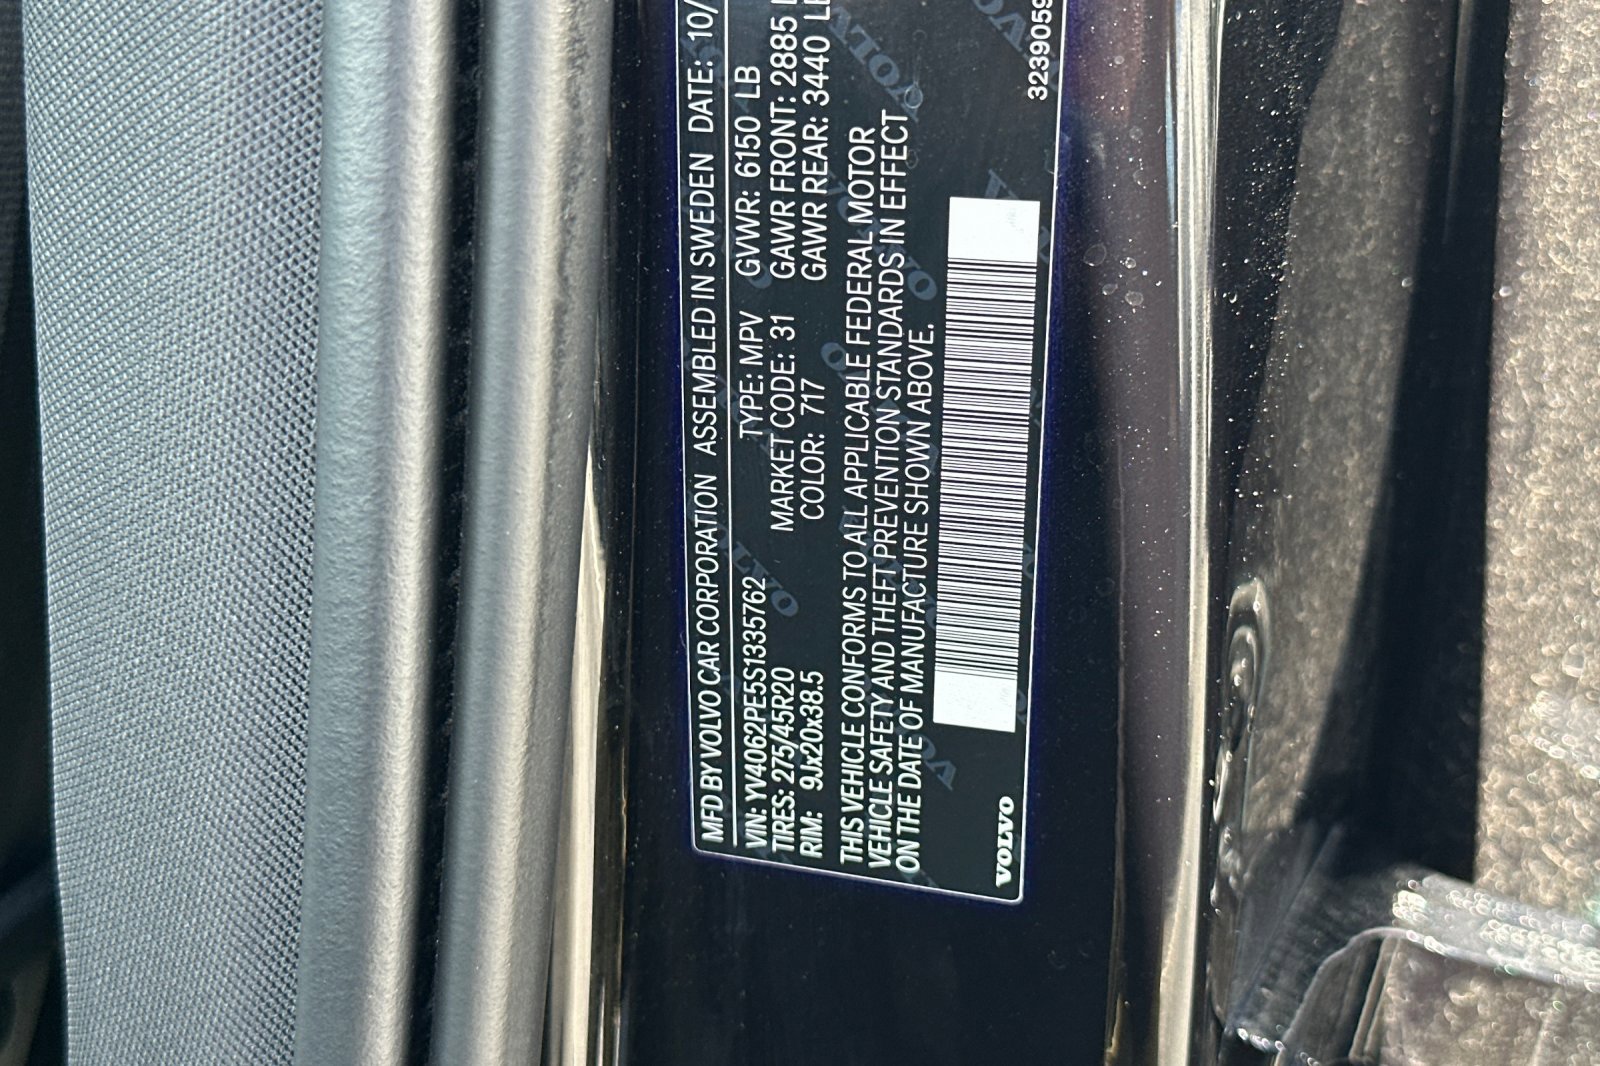 MFD BY VOLVO CAR CORPORATION ASSEMBLED IN SWEDEN DATE: 10/
VIN: YV4062PE5S1335762 TYPE: MPV GVWR: 6150 LB
TIRES: 275/45R20 MARKET CODE: 31 GAWR FRONT: 2885
RIM: 9Jx20x38.5 COLOR: 717 GAWR REAR: 3440
THIS VEHICLE CONFORMS TO ALL APPLICABLE FEDERAL MOTOR
VEHICLE SAFETY AND THEFT PREVENTION STANDARDS IN EFFECT
ON THE DATE OF MANUFACTURE SHOWN ABOVE.
VOLVO 3239059